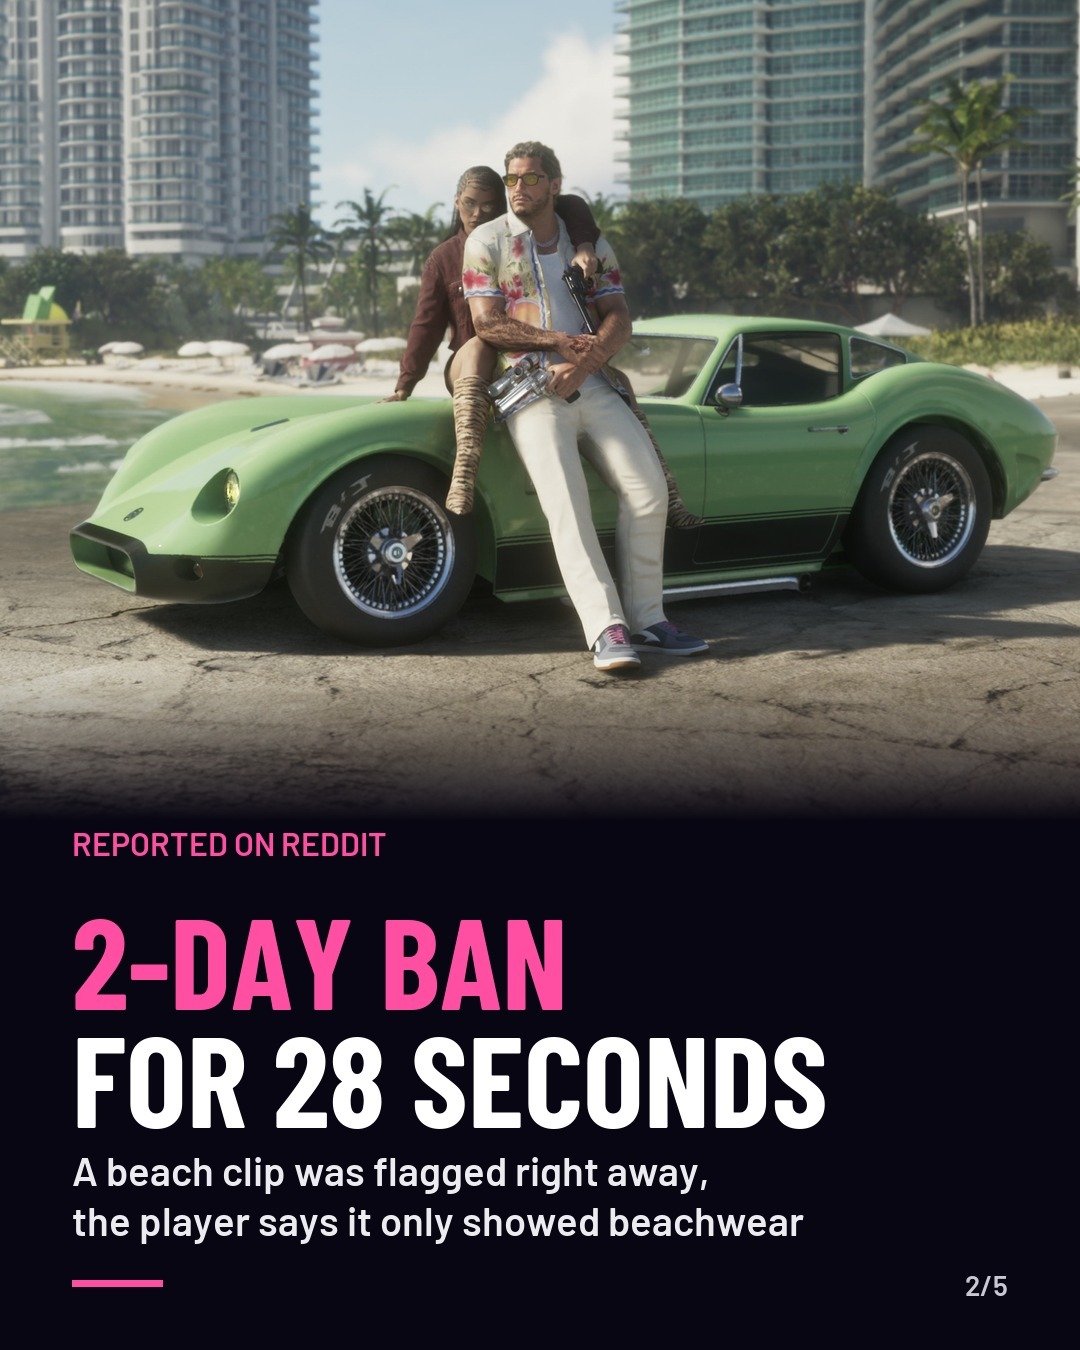 REPORTED ON REDDIT
2-DAY BAN
FOR 28 SECONDS
A beach clip was flagged right away,
the player says it only showed beachwear
2/5